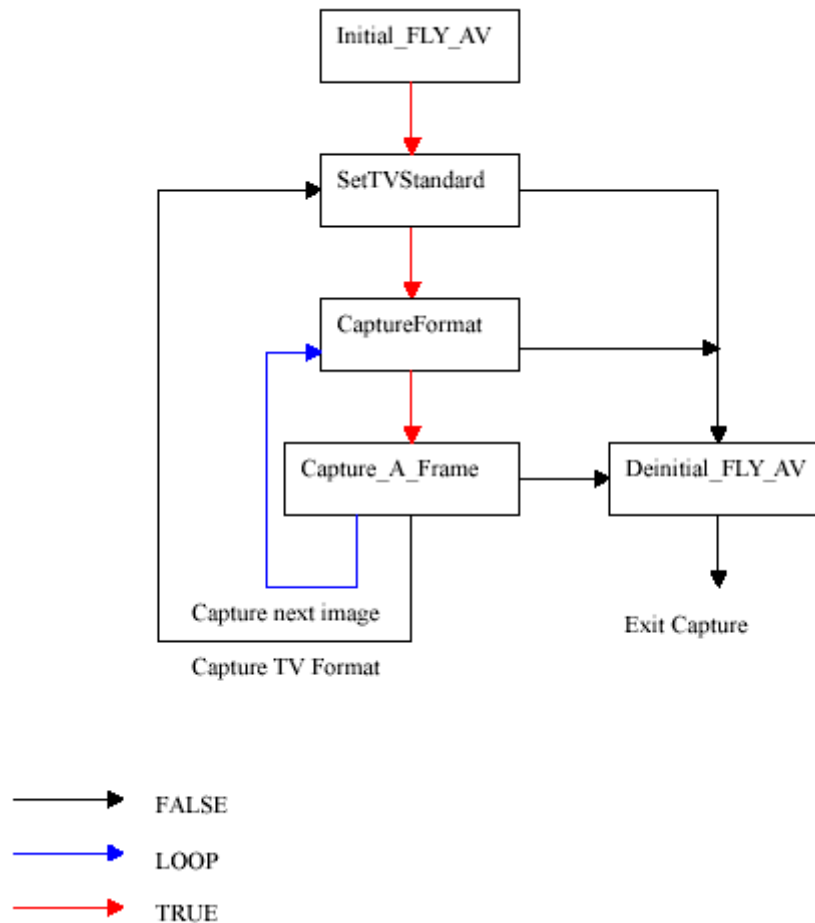 Initial_FLY_AV
SetTVStandard
CaptureFormat
Capture_A_Frame
Deinitial_FLY_AV
Capture next image
Exit Capture
Capture TV Format
FALSE
LOOP
TRUE